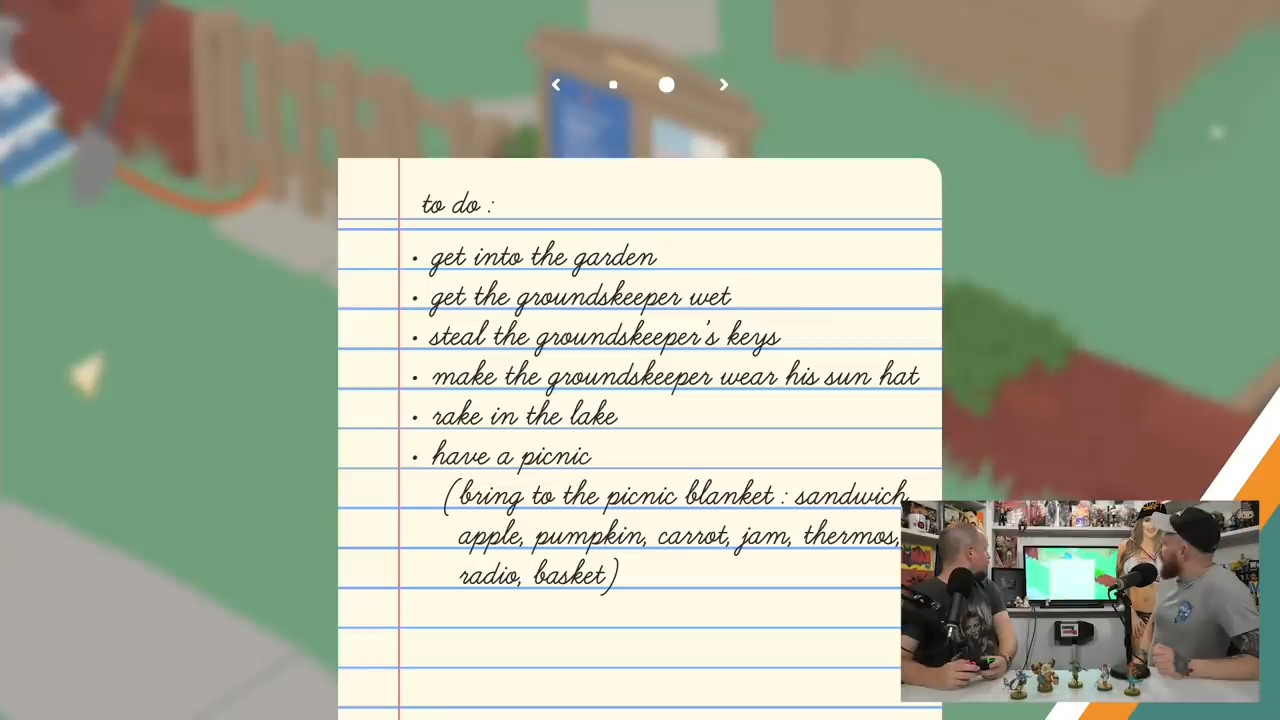 to do :
• get into the garden
• get the groundskeeper wet
• steal the groundskeeper's keys
• make the groundskeeper wear his sun hat
• rake in the lake
• have a picnic
(bring to the picnic blanket : sandwich,
apple, pumpkin, carrot, jam, thermos,
radio, basket)